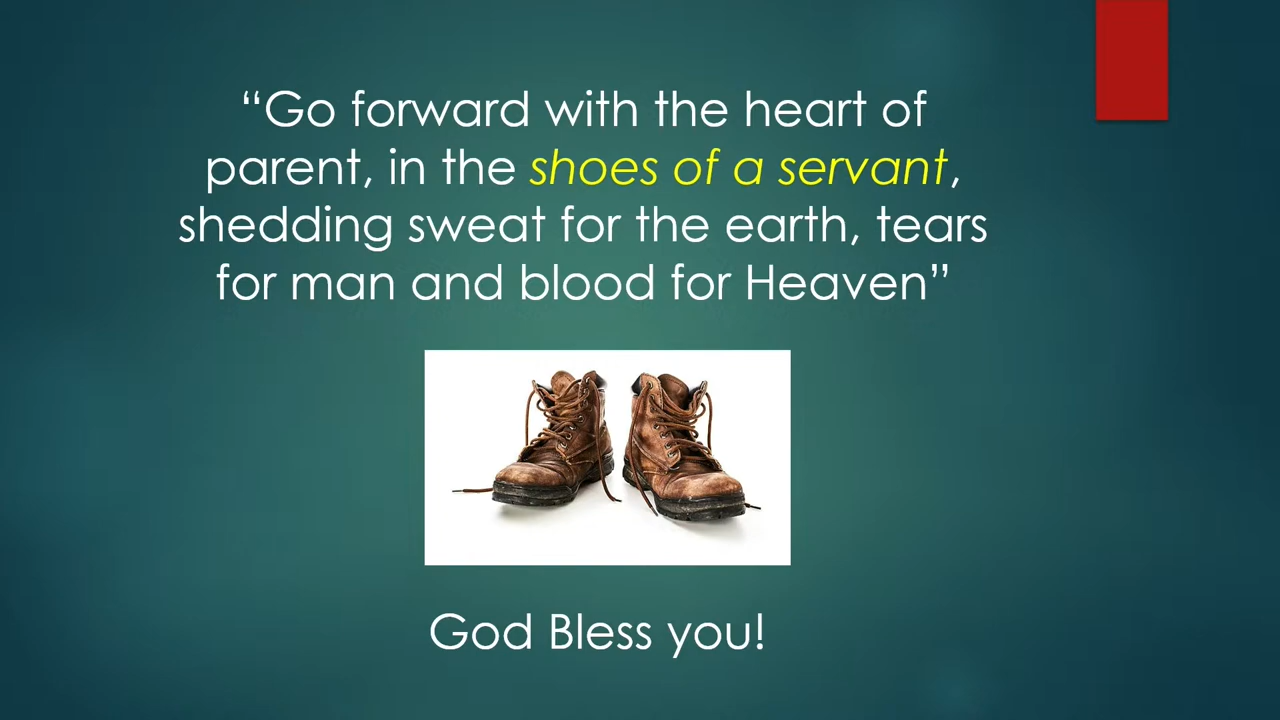 “Go forward with the heart of
parent, in the shoes of a servant,
shedding sweat for the earth, tears
for man and blood for Heaven”
God Bless you!